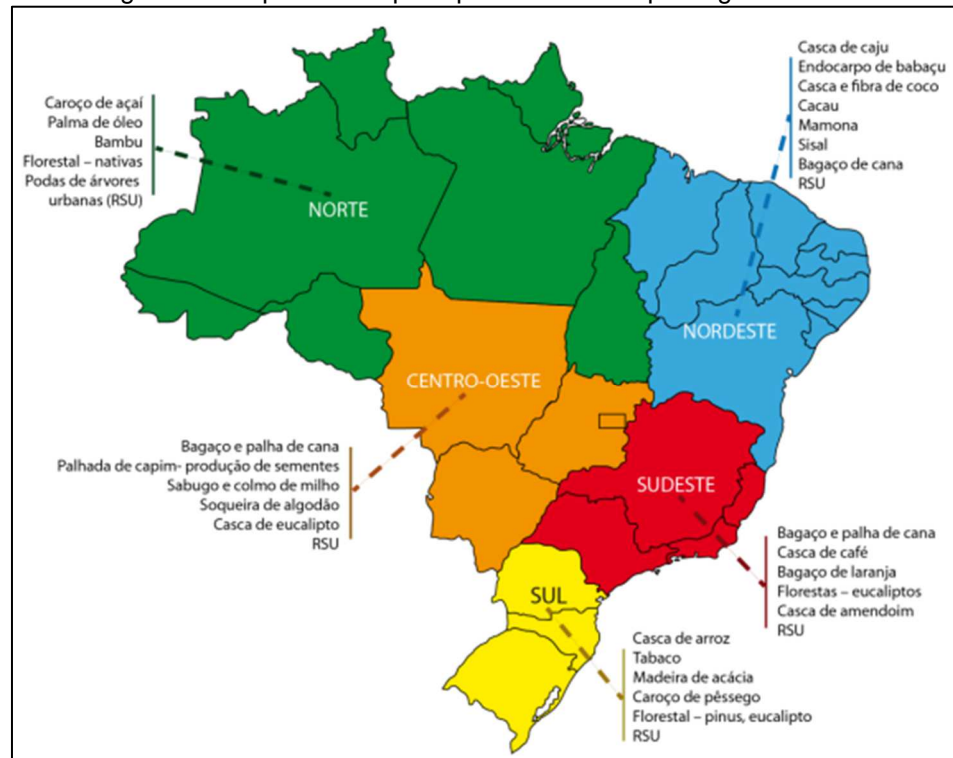 Casca de caju
Endocarpo de babaçu
Casca e fibra de coco
Cacau
Mamona
Sisal
Bagaço de cana
RSU
Caroço de açaí
Palma de óleo
Bambu
Florestal – nativas
Podas de árvores
urbanas (RSU)
NORTE
NORDESTE
CENTRO-OESTE
Bagaço e palha de cana
Palhada de capim- produção de sementes
Sabugo e colmo de milho
Soqueira de algodão
Casca de eucalipto
RSU
SUDESTE
Bagaço e palha de cana
Casca de café
Bagaço de laranja
Florestas – eucaliptos
Casca de amendoim
RSU
SUL
Casca de arroz
Tabaco
Madeira de acácia
Caroço de pêssego
Florestal – pinus, eucalipto
RSU